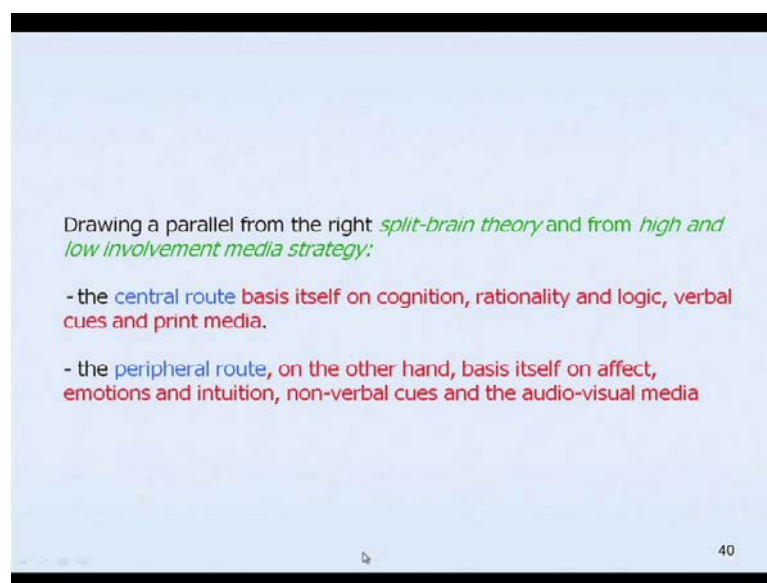 Drawing a parallel from the right split-brain theory and from high and
low involvement media strategy:
- the central route basis itself on cognition, rationality and logic, verbal
cues and print media.
- the peripheral route, on the other hand, basis itself on affect,
emotions and intuition, non-verbal cues and the audio-visual media
40